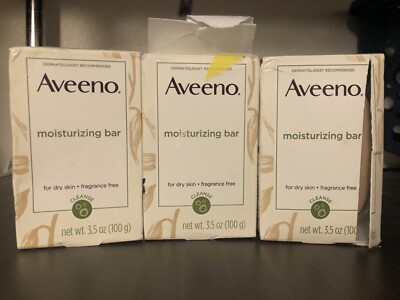 DERMATOLOGIST RECOMMENDED
Aveeno.
moisturizing bar
for dry skin • fragrance free
CLEANSE
net wt. 3.5 oz (100 g)
DERMATOLOGIST RECOMMENDED
Aveeno.
moisturizing bar
for dry skin • fragrance free
CLEANSE
net wt. 3.5 oz (100 g)
DERMATOLOGIST RECOMMENDED
Aveeno.
moisturizing bar
for dry skin • fragrance free
CLEANSE
net wt. 3.5 oz (100